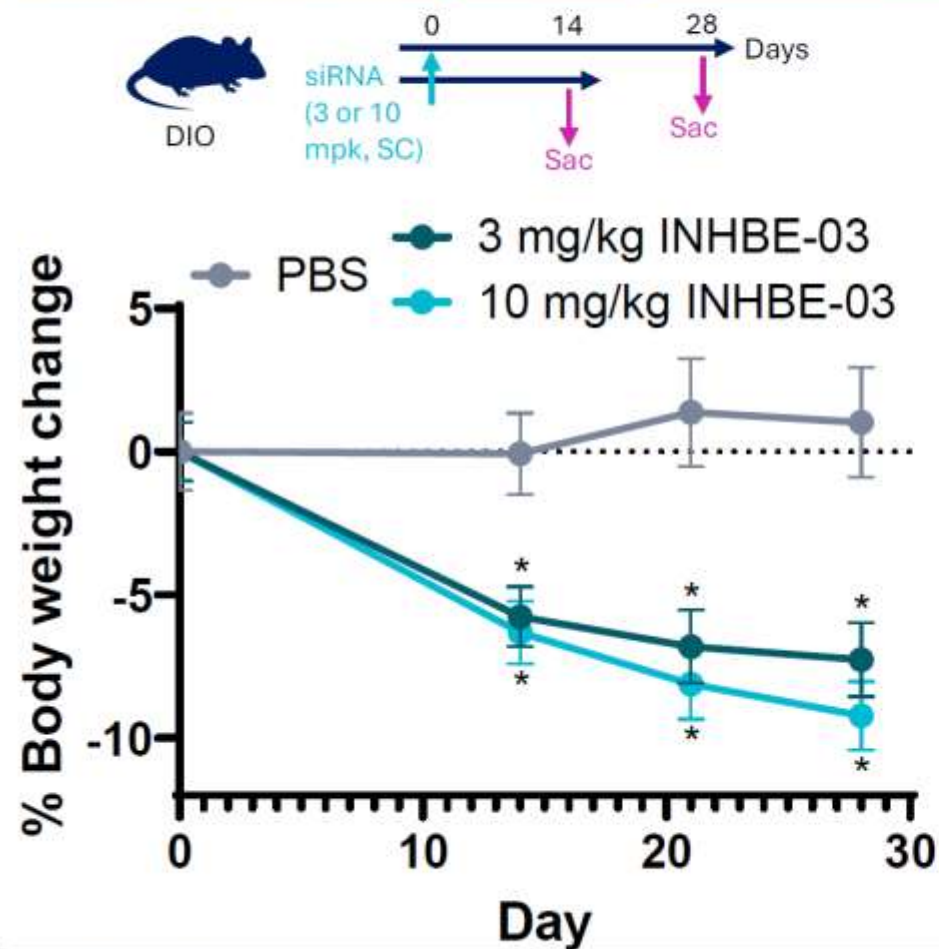 0 14 28
Days
siRNA
(3 or 10
mpk, SC)
DIO
Sac
Sac
3 mg/kg INHBE-03
PBS
10 mg/kg INHBE-03
% Body weight change
5
0
-5
-10
*
*
*
*
*
*
0 10 20 30
Day